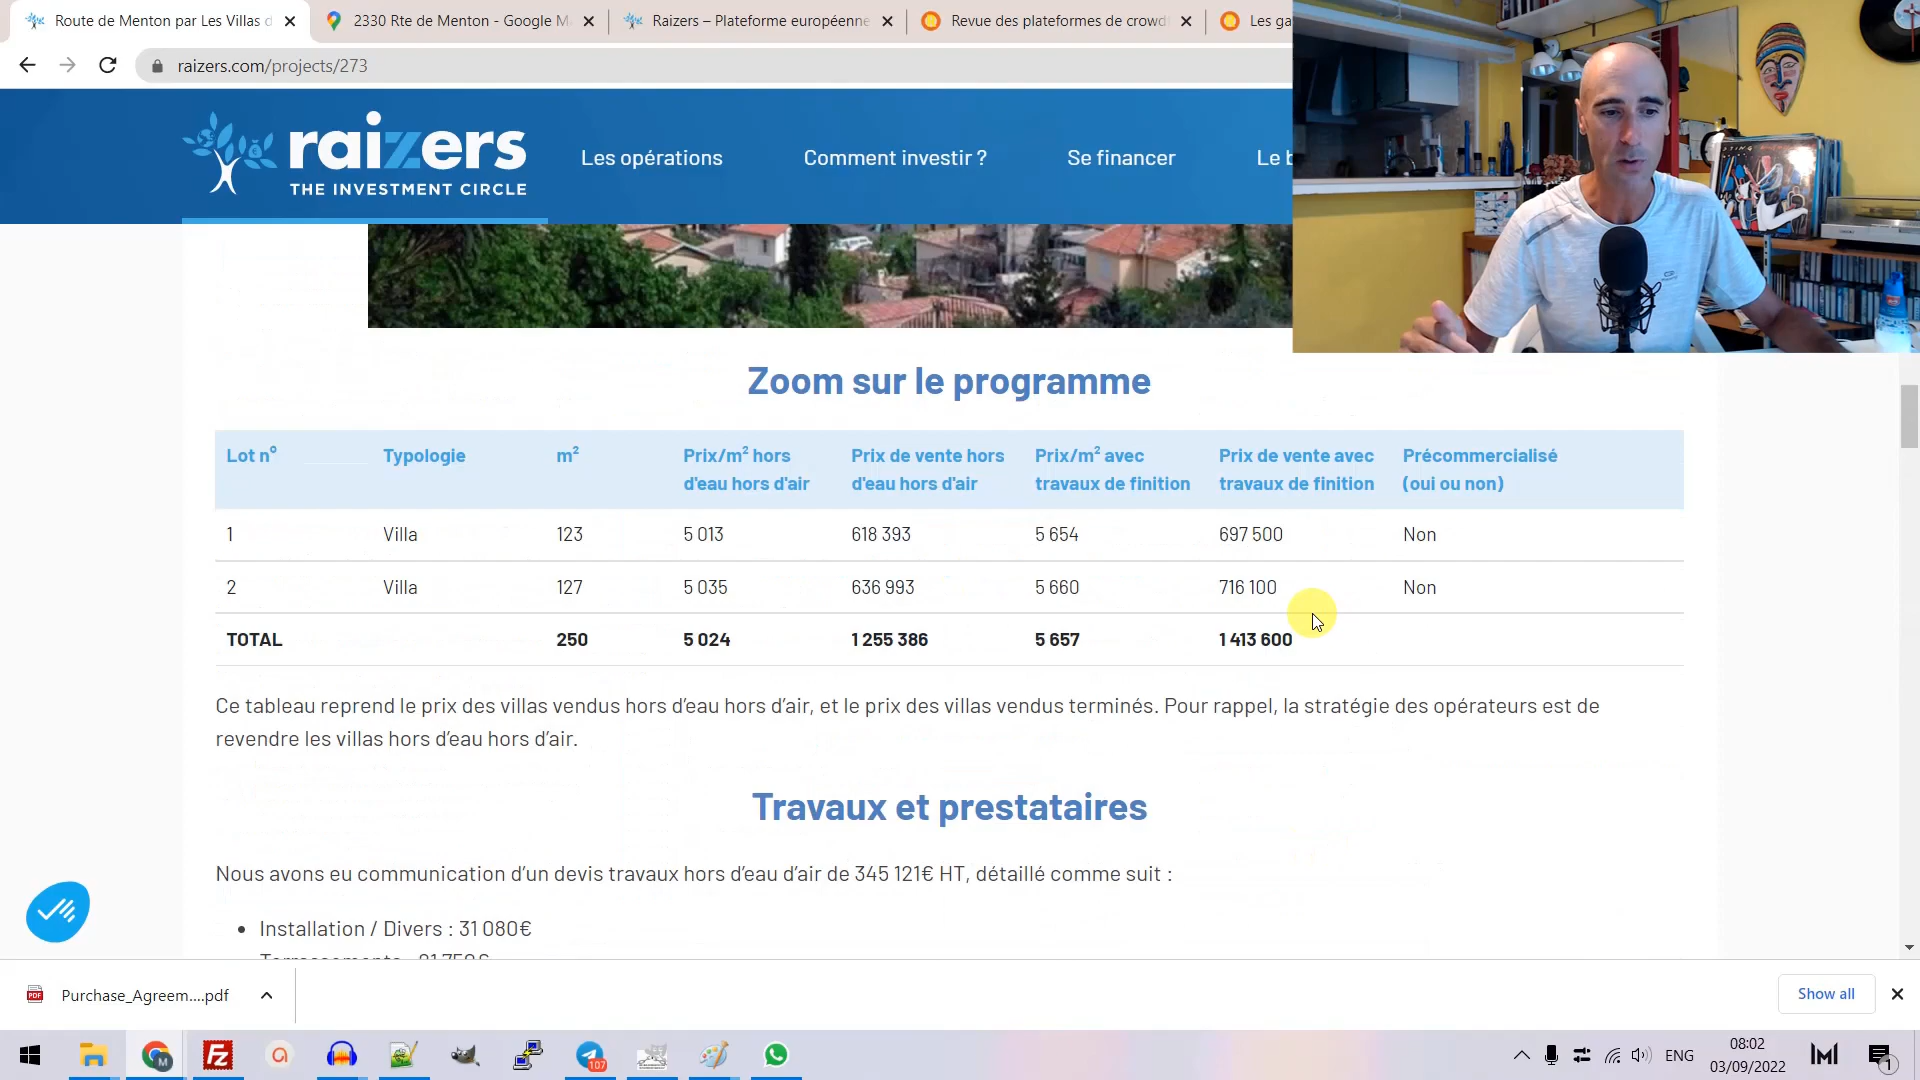 Route de Menton par Les Villas d
2330 Rte de Menton - Google M
Raizers – Plateforme européenne
Revue des plateformes de crowd
Les ga
raizers.com/projects/273
raizers
THE INVESTMENT CIRCLE
Les opérations
Comment investir ?
Se financer
Le b
Zoom sur le programme
Lot n° Typologie m² Prix/m² hors d'eau hors d'air Prix de vente hors d'eau hors d'air Prix/m² avec travaux de finition Prix de vente avec travaux de finition Précommercialisé (oui ou non)
1 Villa 123 5 013 618 393 5 654 697 500 Non
2 Villa 127 5 035 636 993 5 660 716 100 Non
TOTAL 250 5 024 1 255 386 5 657 1 413 600
Ce tableau reprend le prix des villas vendus hors d'eau hors d'air, et le prix des villas vendus terminés. Pour rappel, la stratégie des opérateurs est de
revendre les villas hors d'eau hors d'air.
Travaux et prestataires
Nous avons eu communication d'un devis travaux hors d'eau d'air de 345 121€ HT, détaillé comme suit :
• Installation / Divers : 31 080€
PDF
Purchase_Agreem....pdf
Show all
107
ENG
08:02
03/09/2022
1